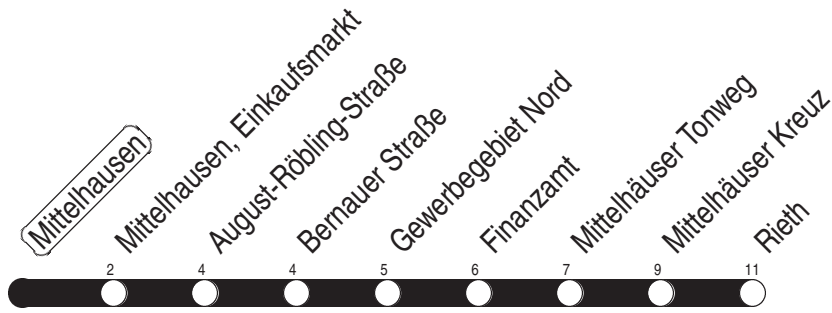 Mittelhausen
Mittelhausen, Einkaufsmarkt
August-Röbling-Straße
Bernauer Straße
Gewerbegebiet Nord
Finanzamt
Mittelhäuser Tonweg
Mittelhäuser Kreuz
Rieth
2 4 4 5 6 7 9 11